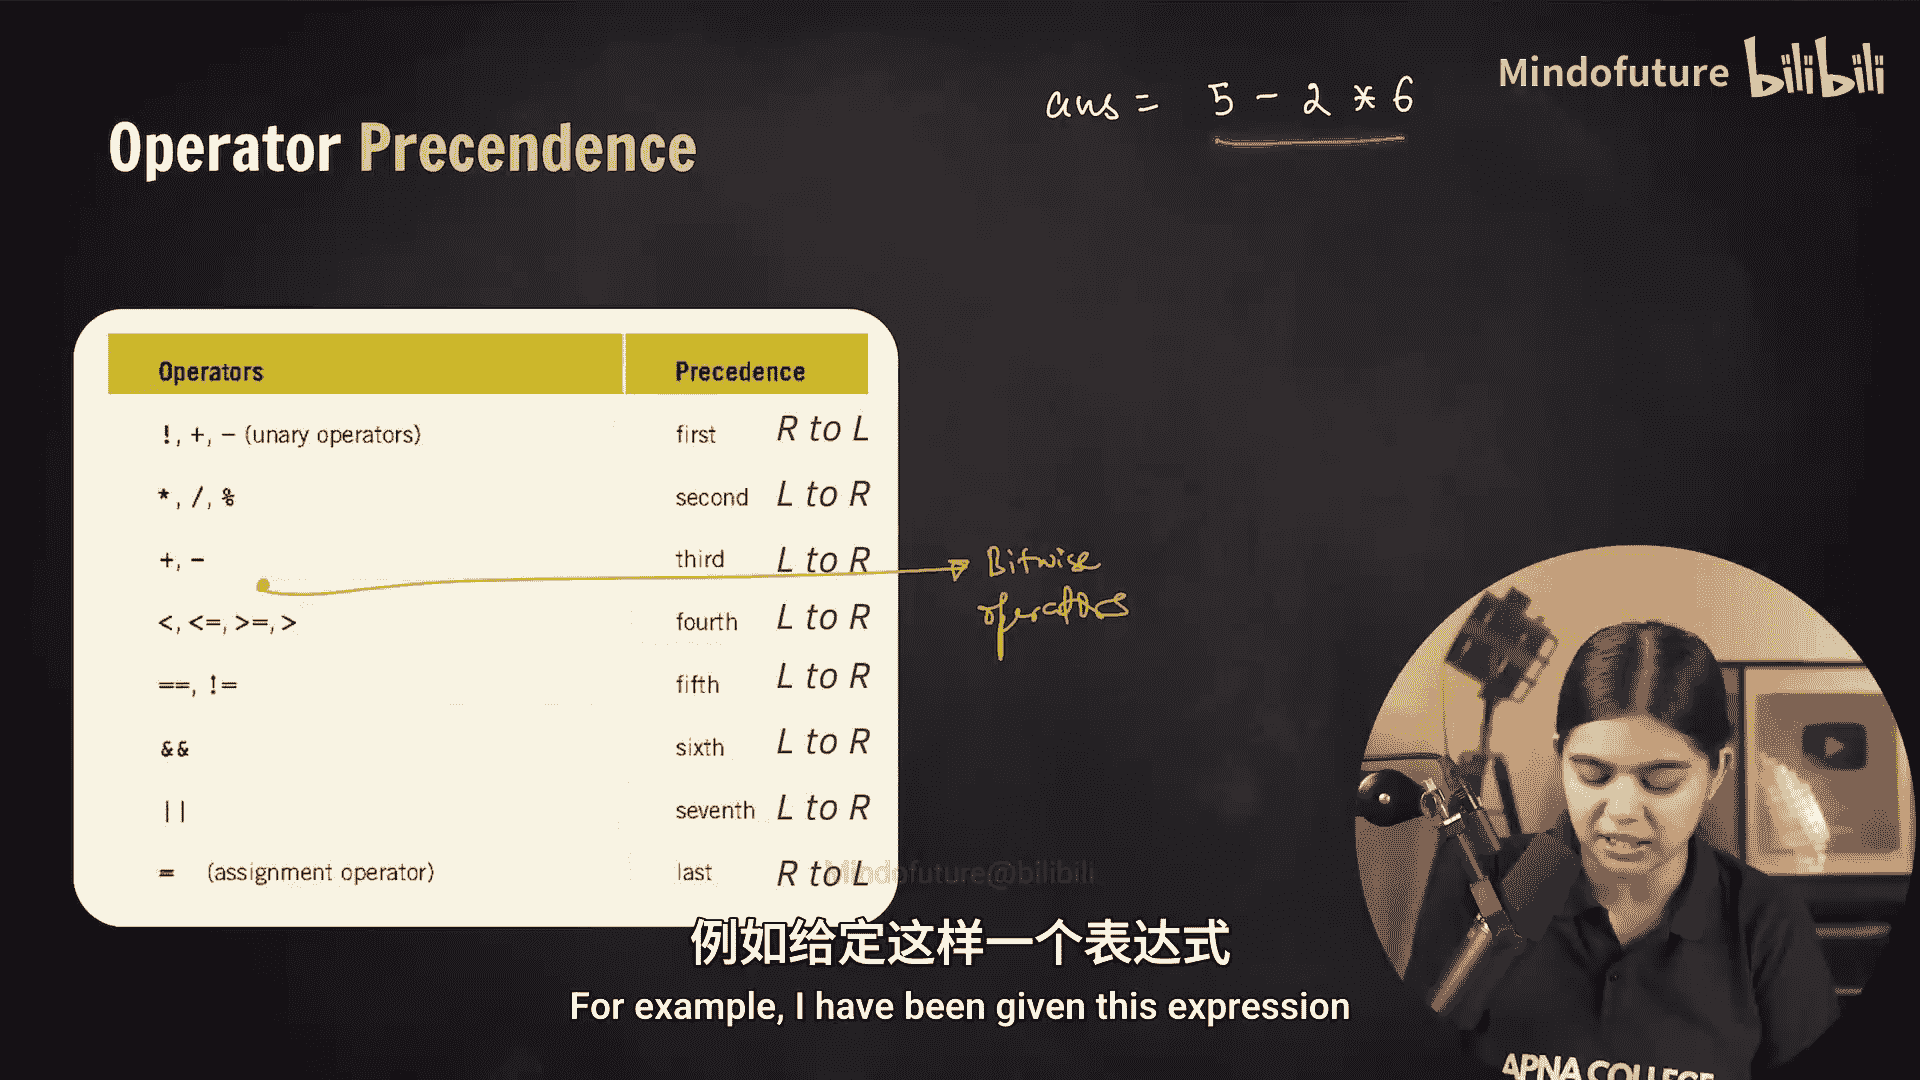 Mindofuture bilibili
ans = 5 - 2 * 6
Operator Precendence
Operators Precedence
!, +, - (unary operators) first R to L
*, /, % second L to R
+, - third L to R
Bitwise
operators
<, <=, >=, > fourth L to R
==, != fifth L to R
&& sixth L to R
|| seventh L to R
= (assignment operator) last R to L
Mindofuture@bilibili
例如给定这样一个表达式
For example, I have been given this expression
APNA COLLEGE